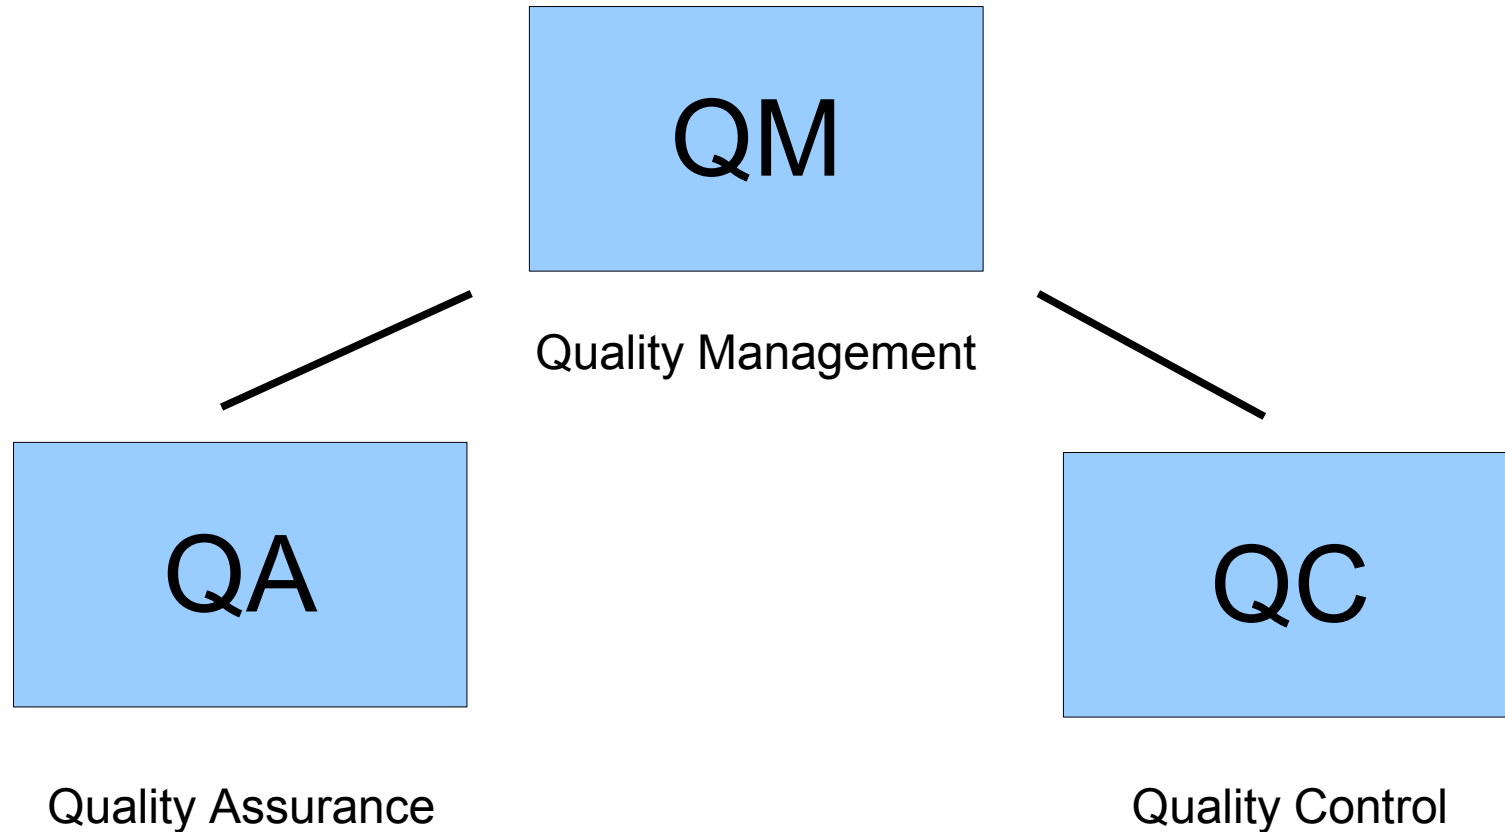 QM
Quality Management
QA
QC
Quality Assurance
Quality Control